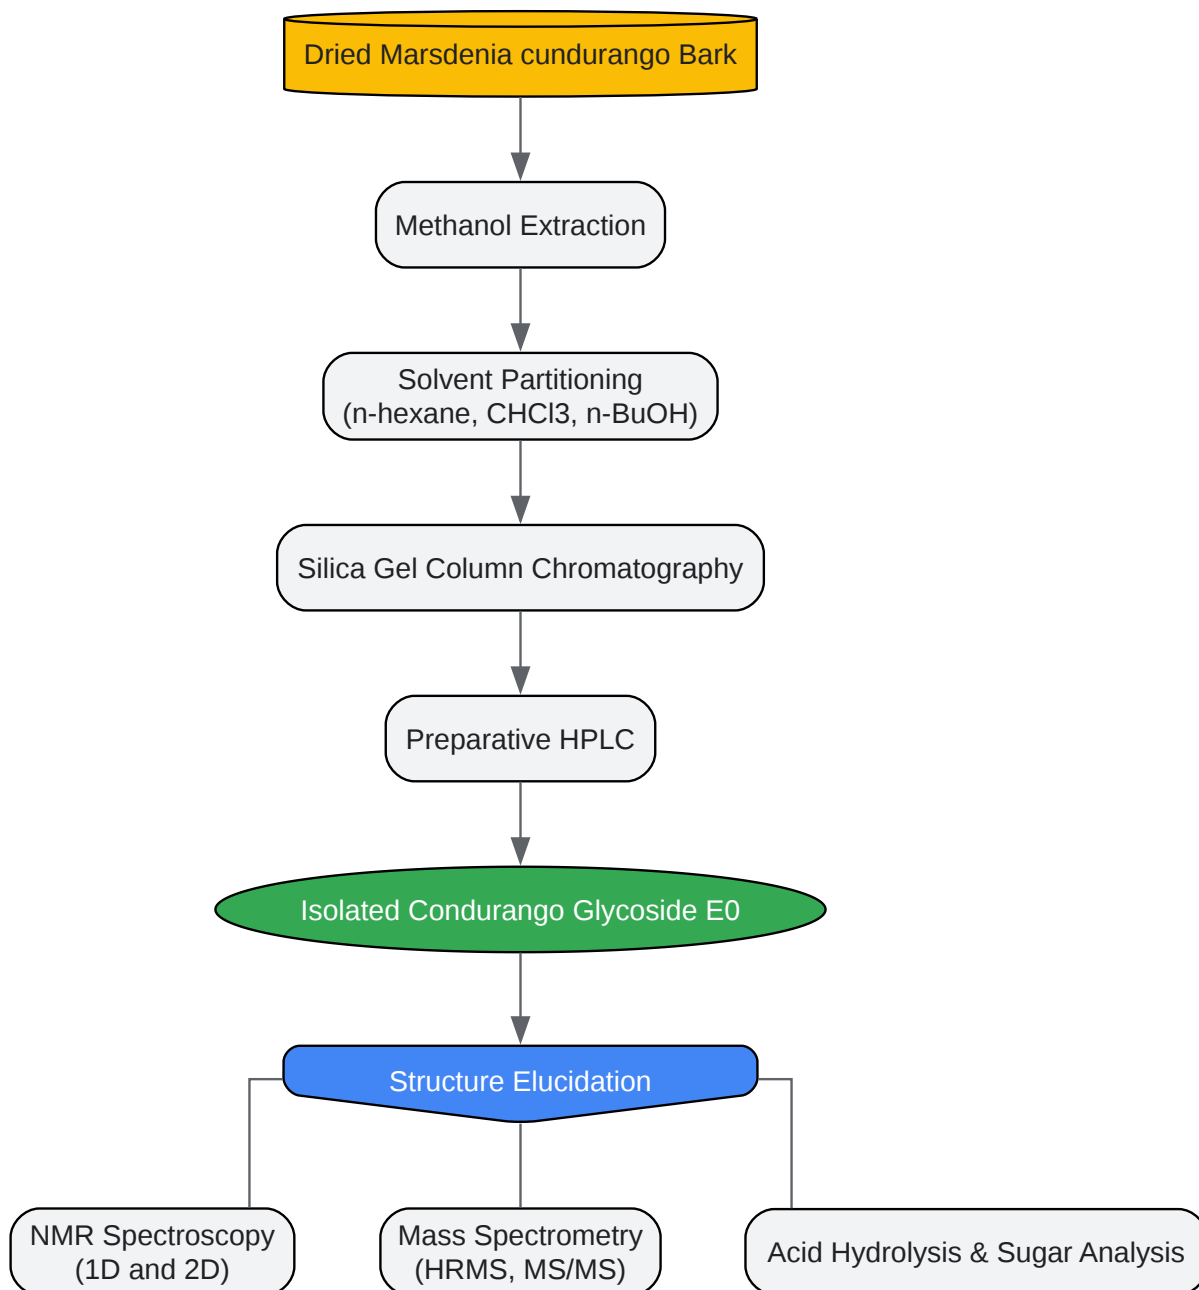 Dried Marsdenia cundurango Bark
Methanol Extraction
Solvent Partitioning
(n-hexane, CHCl3, n-BuOH)
Silica Gel Column Chromatography
Preparative HPLC
Isolated Condurango Glycoside E0
Structure Elucidation
NMR Spectroscopy
(1D and 2D)
Mass Spectrometry
(HRMS, MS/MS)
Acid Hydrolysis & Sugar Analysis